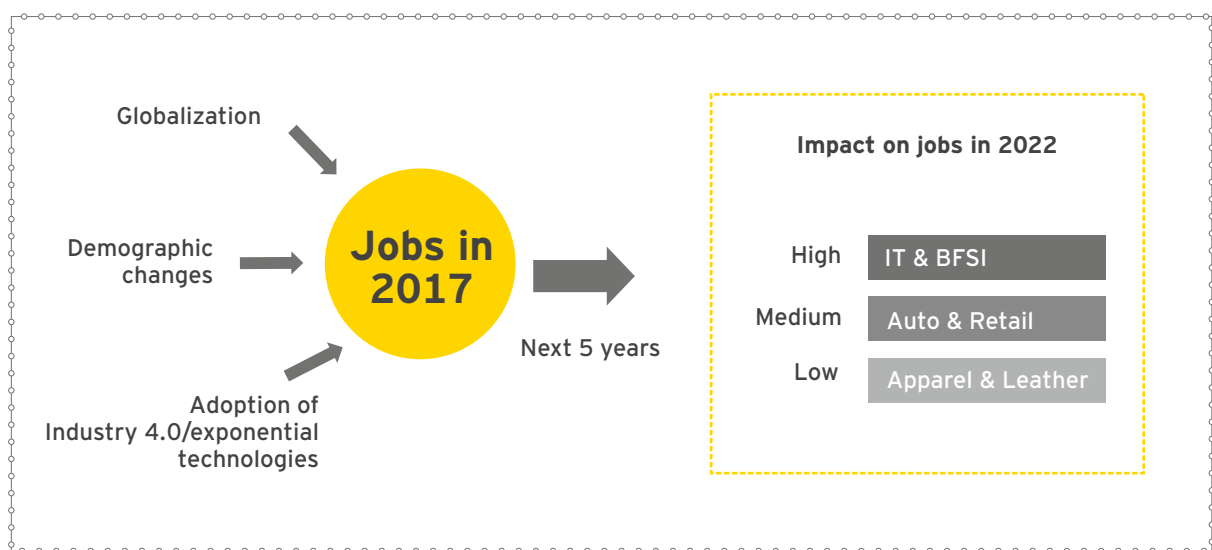 Globalization
Demographic
changes
Adoption of
Industry 4.0/exponential
technologies
Jobs in
2017
Next 5 years
Impact on jobs in 2022
High
IT & BFSI
Medium
Auto & Retail
Low
Apparel & Leather